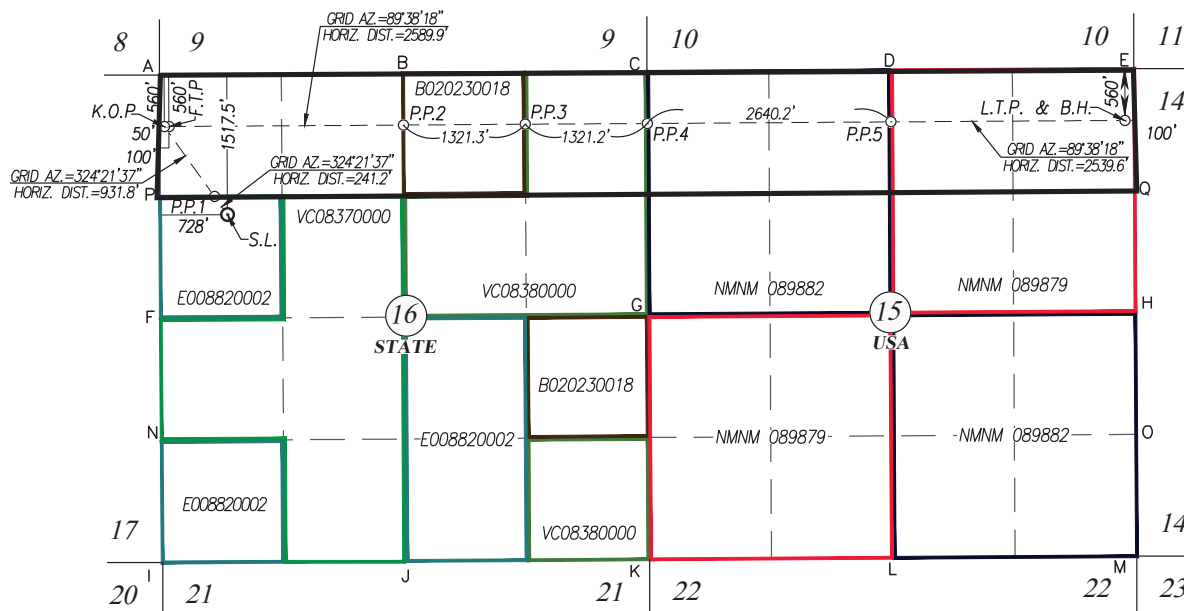 GRID AZ.=89°38'18"
HORIZ. DIST.=2589.9'
8
9
9
10
10
11
A
B
C
D
E
560'
560'
F.T.P
K.O.P
50'
100'
1517.5'
B020230018
P.P.2
1321.3'
P.P.3
1321.2'
P.P.4
2640.2'
P.P.5
L.T.P. & B.H.
560'
14
100'
GRID AZ.=89°38'18"
HORIZ. DIST.=2539.6'
GRID AZ.=324°21'37"
HORIZ. DIST.=931.8'
GRID AZ.=324°21'37"
HORIZ. DIST.=241.2'
P
Q
P.P.1
728'
S.L.
VC08370000
E008820002
VC08380000
NMNM 089882
NMNM 089879
F
16
STATE
G
15
USA
H
B020230018
N
E008820002
NMNM 089879
NMNM 089882
O
E008820002
VC08380000
17
14
I
J
K
L
M
20
21
21
22
22
23